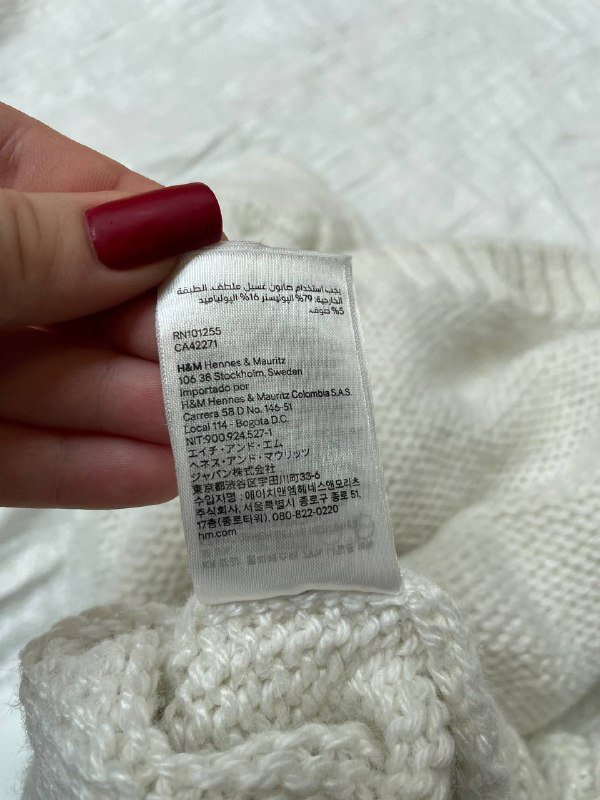 يجب استخدام صابون غسيل ملطف. الطبقة
الخارجية: 79% البوليستر 16% البولياميد
5% صوف.
RN101255
CA42271
H&M Hennes & Mauritz
106 38 Stockholm, Sweden
Importado por
H&M Hennes & Mauritz Colombia S.A.S.
Carrera 58 D No. 146-51
Local 114 - Bogota D.C.
NIT:900.924.527-1
エイチ・アンド・エム
ヘネス・アンド・マウリッツ
ジャパン株式会社
東京都渋谷区宇田川町33-6
수입자명 : 에이치앤엠헤네스앤모리츠
주식회사, 서울특별시 종로구 종로 51,
17층 (종로타워), 080-822-0220
hm.com